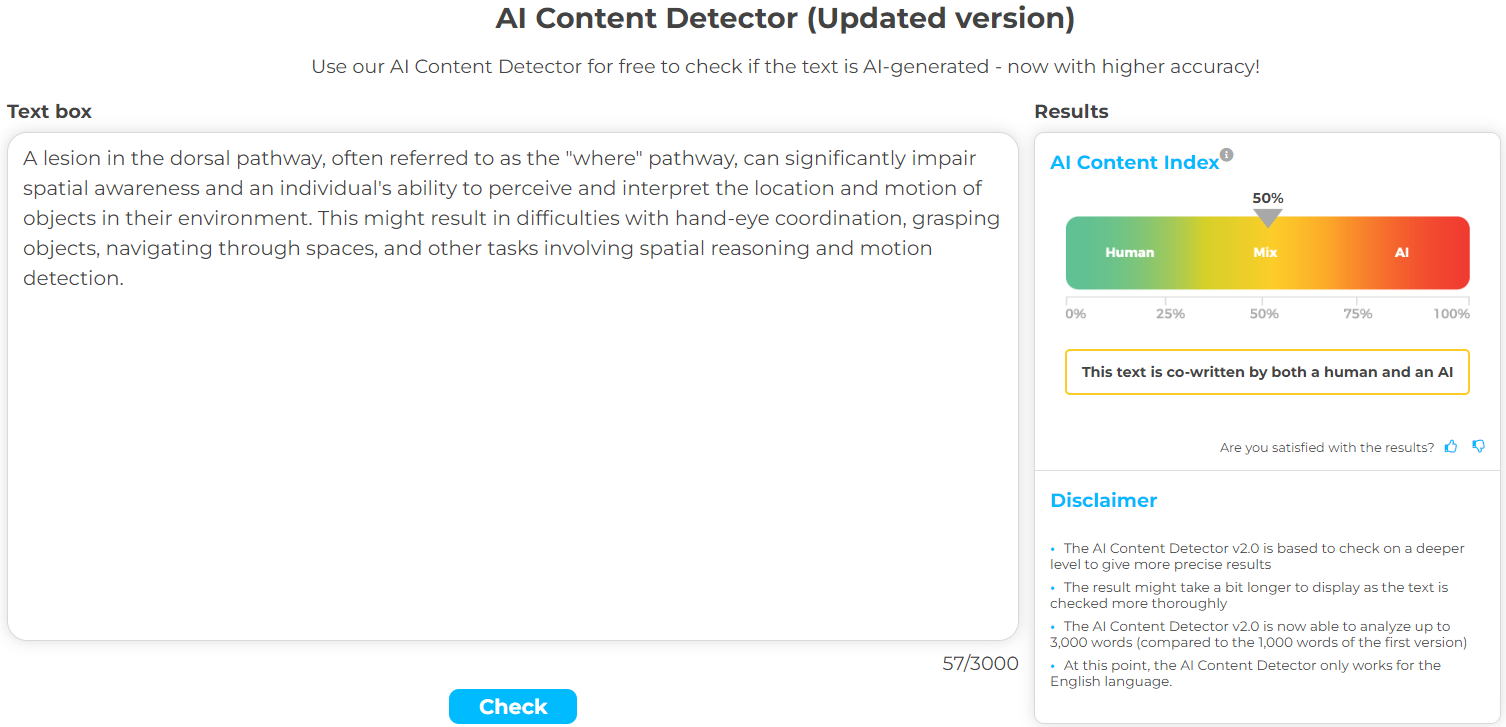 AI Content Detector (Updated version)
Use our AI Content Detector for free to check if the text is AI-generated - now with higher accuracy!
Text box
A lesion in the dorsal pathway, often referred to as the "where" pathway, can significantly impair
spatial awareness and an individual's ability to perceive and interpret the location and motion of
objects in their environment. This might result in difficulties with hand-eye coordination, grasping
objects, navigating through spaces, and other tasks involving spatial reasoning and motion
detection.
57/3000
Check
Results
AI Content Index
i
50%
Human Mix AI
0% 25% 50% 75% 100%
This text is co-written by both a human and an AI
Are you satisfied with the results?
Disclaimer
• The AI Content Detector v2.0 is based to check on a deeper
level to give more precise results
• The result might take a bit longer to display as the text is
checked more thoroughly
• The AI Content Detector v2.0 is now able to analyze up to
3,000 words (compared to the 1,000 words of the first version)
• At this point, the AI Content Detector only works for the
English language.